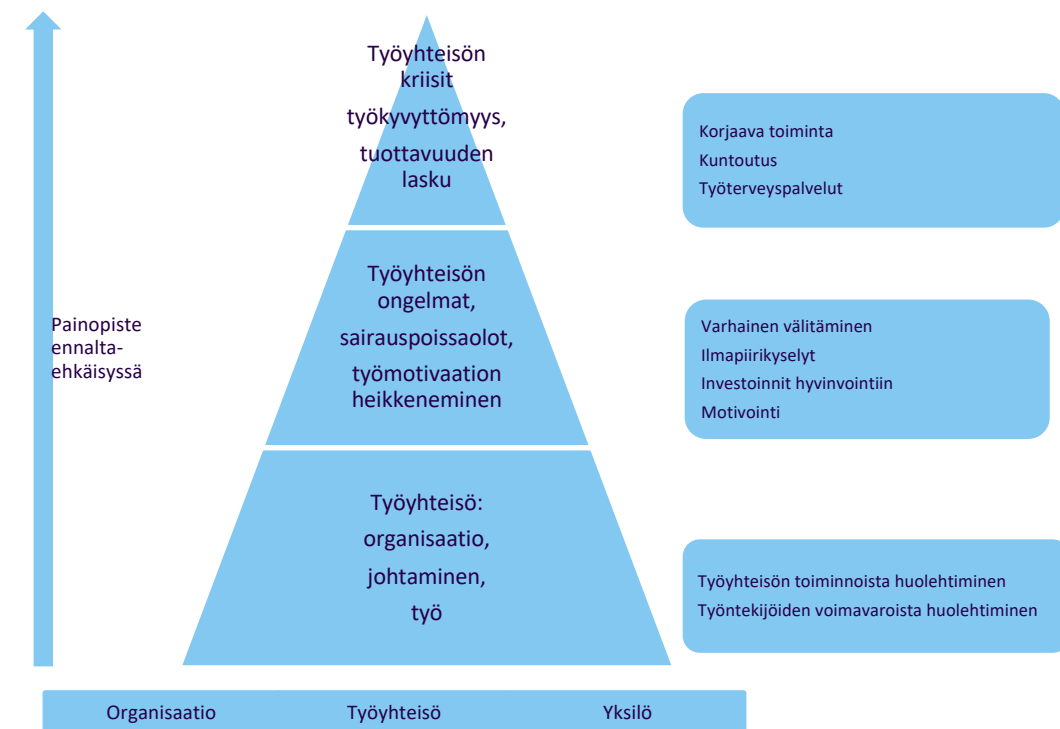 Työyhteisön
kriisit
työkyvyttömyys,
tuottavuuden
lasku
Korjaava toiminta
Kuntoutus
Työterveyspalvelut
Painopiste
ennalta-
ehkäisyssä
Työyhteisön
ongelmat,
sairauspoissaolot,
työmotivaation
heikkeneminen
Varhainen välitäminen
Ilmapiirikyselyt
Investoinnit hyvinvointiin
Motivointi
Työyhteisö:
organisaatio,
johtaminen,
työ
Työyhteisön toiminnoista huolehtiminen
Työntekijöiden voimavaroista huolehtiminen
Organisaatio Työyhteisö Yksilö